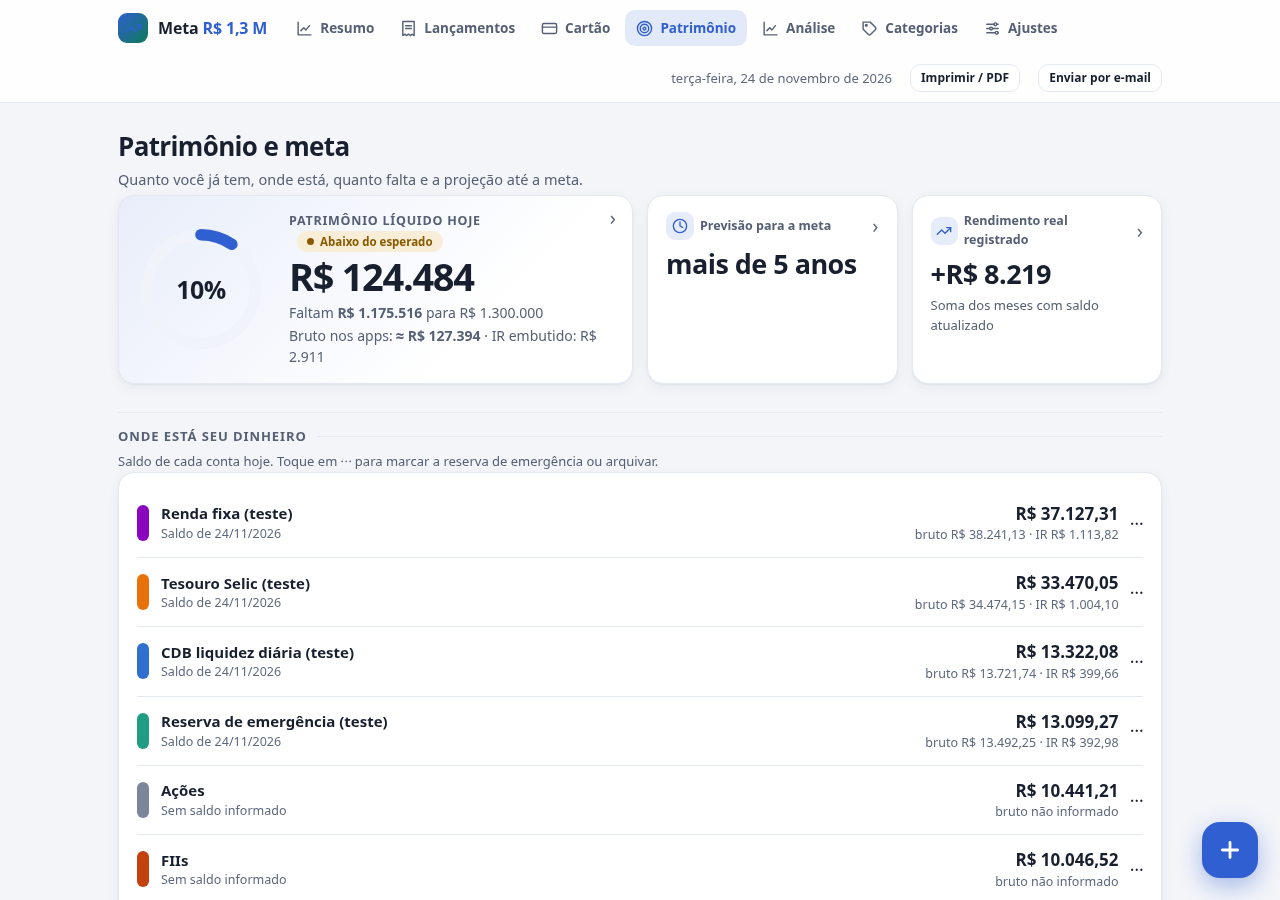 Meta R$ 1,3 M
Resumo
Lançamentos
Cartão
Patrimônio
Análise
Categorias
Ajustes
terça-feira, 24 de novembro de 2026
Imprimir / PDF
Enviar por e-mail
Patrimônio e meta
Quanto você já tem, onde está, quanto falta e a projeção até a meta.
10%
PATRIMÔNIO LÍQUIDO HOJE
Abaixo do esperado
R$ 124.484
Faltam R$ 1.175.516 para R$ 1.300.000
Bruto nos apps: ≈ R$ 127.394 · IR embutido: R$
2.911
Previsão para a meta
mais de 5 anos
Rendimento real
registrado
+R$ 8.219
Soma dos meses com saldo
atualizado
ONDE ESTÁ SEU DINHEIRO
Saldo de cada conta hoje. Toque em ··· para marcar a reserva de emergência ou arquivar.
Renda fixa (teste)
Saldo de 24/11/2026
R$ 37.127,31
bruto R$ 38.241,13 · IR R$ 1.113,82
Tesouro Selic (teste)
Saldo de 24/11/2026
R$ 33.470,05
bruto R$ 34.474,15 · IR R$ 1.004,10
CDB liquidez diária (teste)
Saldo de 24/11/2026
R$ 13.322,08
bruto R$ 13.721,74 · IR R$ 399,66
Reserva de emergência (teste)
Saldo de 24/11/2026
R$ 13.099,27
bruto R$ 13.492,25 · IR R$ 392,98
Ações
Sem saldo informado
R$ 10.441,21
bruto não informado
FIIs
Sem saldo informado
R$ 10.046,52
bruto não informado